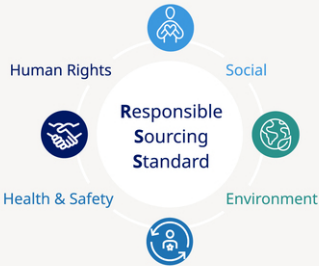 Human Rights
Social
Responsible
Sourcing
Standard
Health & Safety
Environment